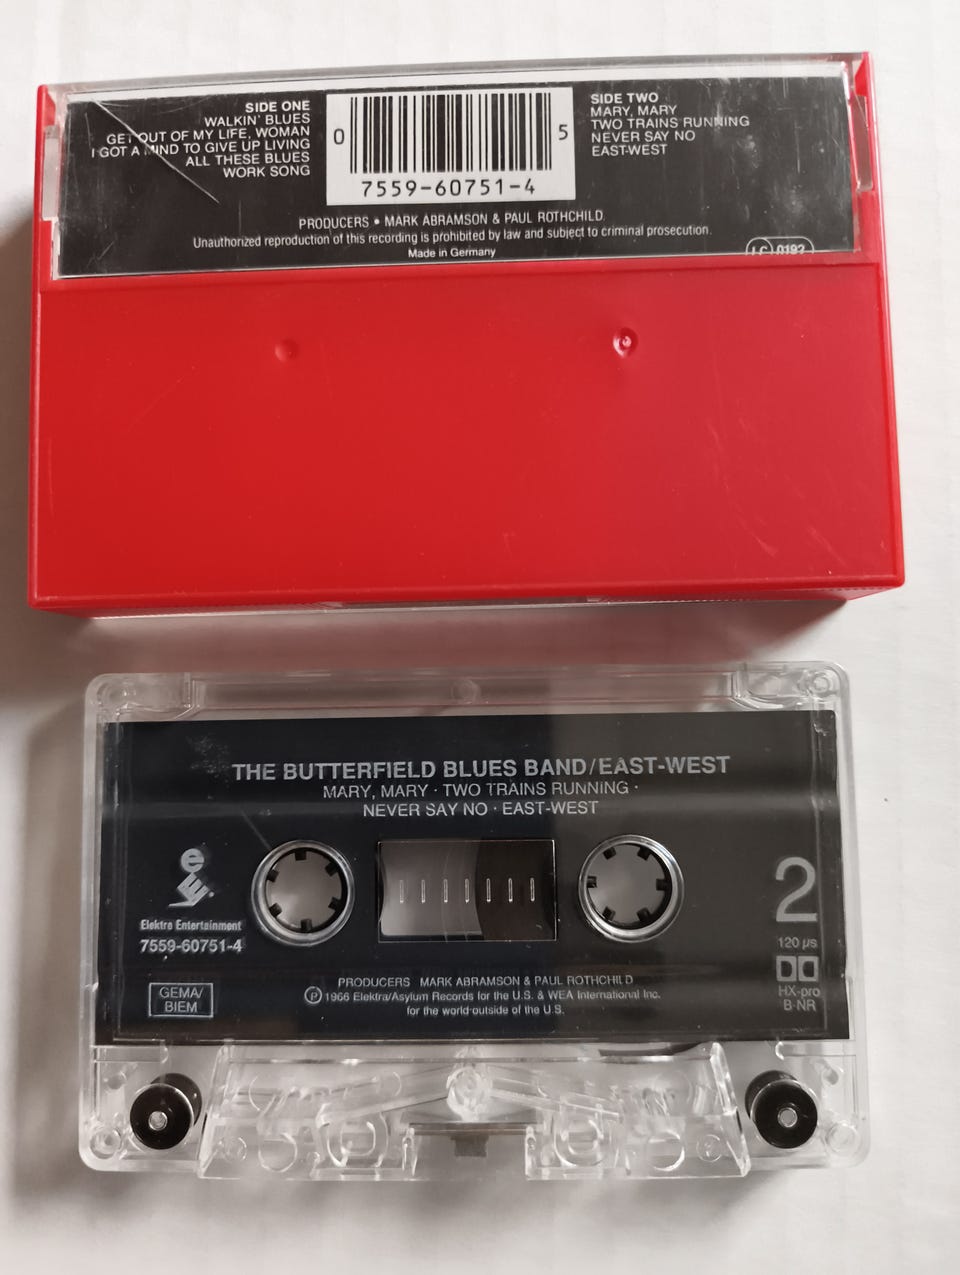 SIDE ONE
WALKIN' BLUES
GET OUT OF MY LIFE, WOMAN
I GOT A MIND TO GIVE UP LIVING
ALL THESE BLUES
WORK SONG
0 5
7559-60751-4
SIDE TWO
MARY, MARY
TWO TRAINS RUNNING
NEVER SAY NO
EAST-WEST
PRODUCERS • MARK ABRAMSON & PAUL ROTHCHILD
Unauthorized reproduction of this recording is prohibited by law and subject to criminal prosecution.
Made in Germany
LC 0192
THE BUTTERFIELD BLUES BAND/EAST-WEST
MARY, MARY · TWO TRAINS RUNNING ·
NEVER SAY NO · EAST-WEST
e
Elektra Entertainment
7559-60751-4
GEMA/
BIEM
2
120 µs
HX-pro
B-NR
PRODUCERS MARK ABRAMSON & PAUL ROTHCHILD
℗ 1966 Elektra/Asylum Records for the U.S. & WEA International Inc.
for the world outside of the U.S.